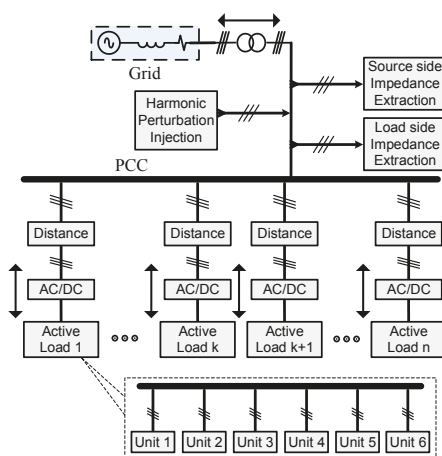 Grid
Source side
Impedance
Extraction
Harmonic
Perturbation
Injection
Load side
Impedance
Extraction
PCC
Distance
Distance
Distance
Distance
AC/DC
AC/DC
AC/DC
AC/DC
Active
Load 1
Active
Load k
Active
Load k+1
Active
Load n
Unit 1
Unit 2
Unit 3
Unit 4
Unit 5
Unit 6